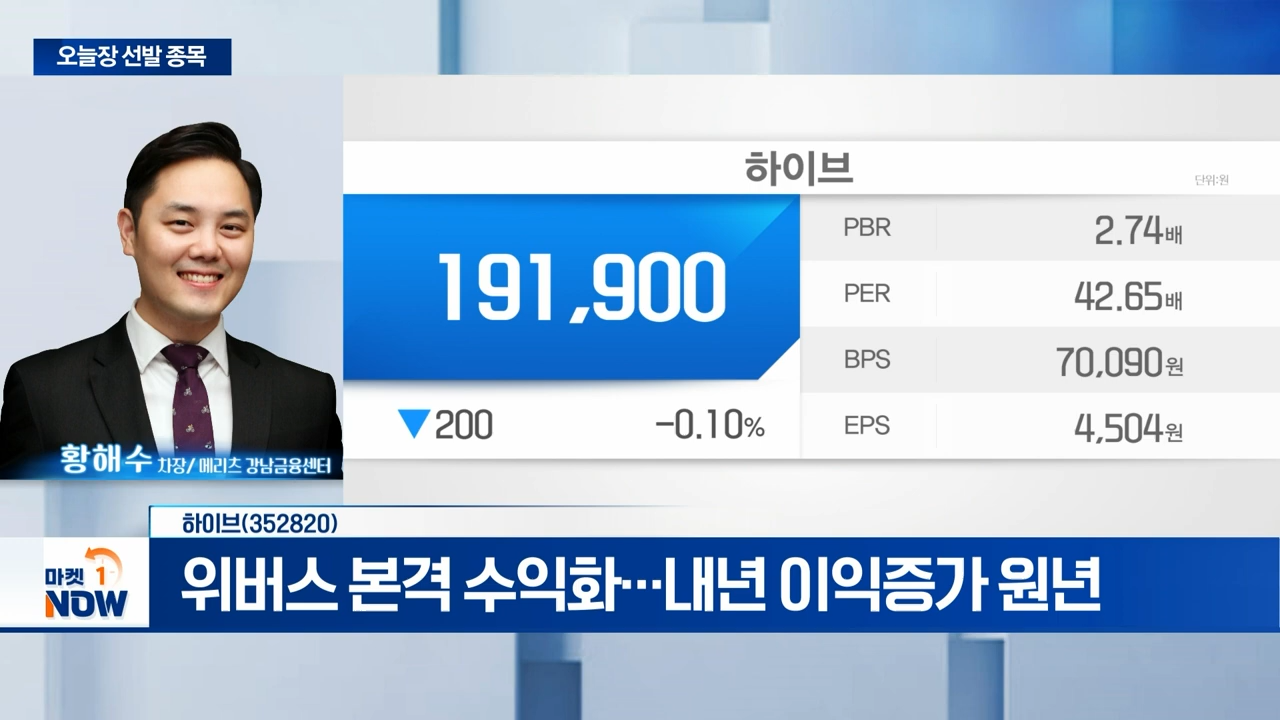 오늘장 선발 종목
하이브
단위:원
191,900
▼200 -0.10%
PBR 2.74배
PER 42.65배
BPS 70,090원
EPS 4,504원
황해수 차장/ 메리츠 강남금융센터
하이브(352820)
마켓 1
NOW
위버스 본격 수익화…내년 이익증가 원년